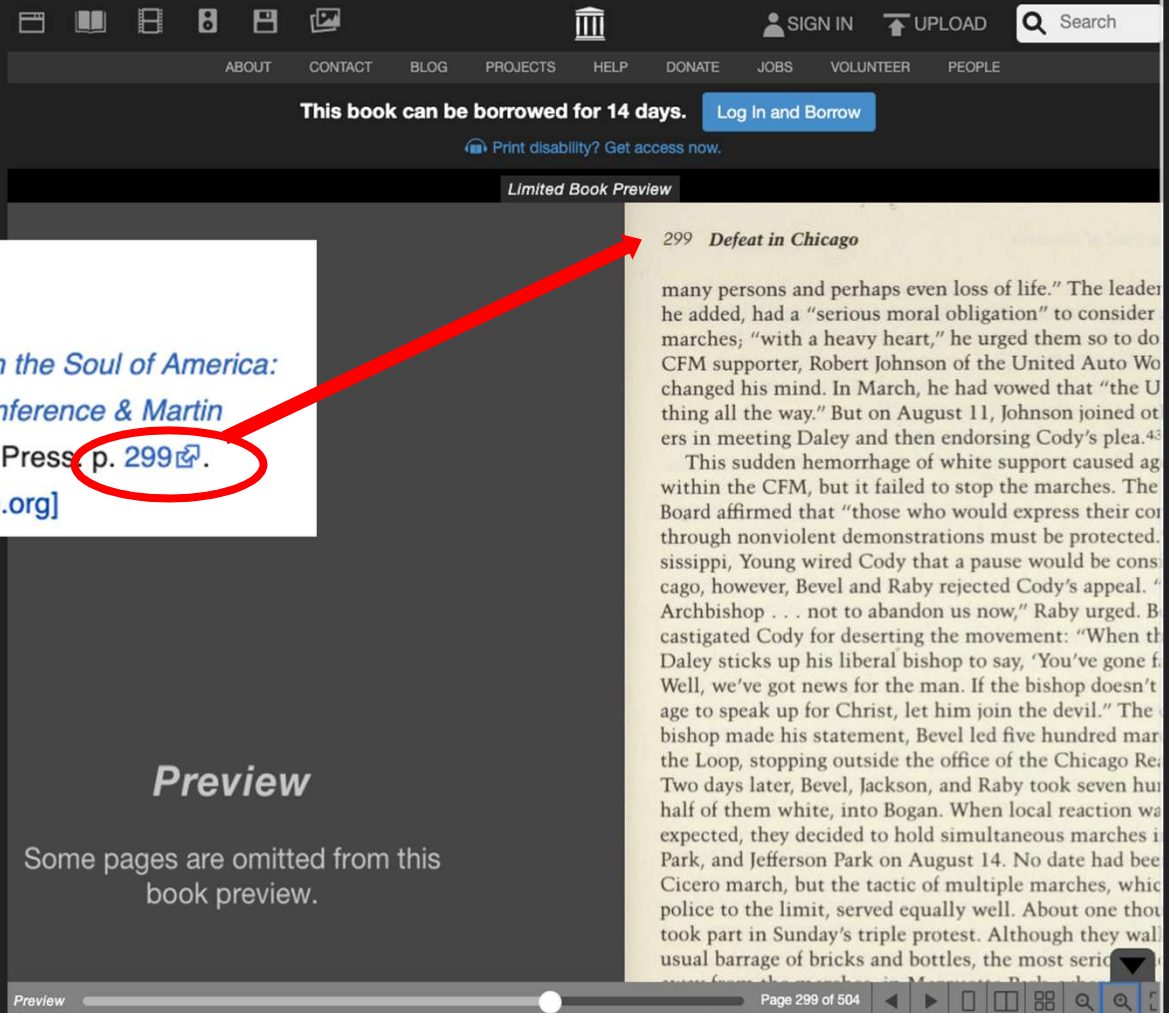 SIGN IN UPLOAD Search
ABOUT CONTACT BLOG PROJECTS HELP DONATE JOBS VOLUNTEER PEOPLE
This book can be borrowed for 14 days. Log In and Borrow
Print disability? Get access now.
Limited Book Preview
the Soul of America:
nference & Martin
Press. p. 299.
.org]
Preview
Some pages are omitted from this
book preview.
299 Defeat in Chicago
many persons and perhaps even loss of life.” The leader
he added, had a “serious moral obligation” to consider
marches; “with a heavy heart,” he urged them so to do
CFM supporter, Robert Johnson of the United Auto Wo
changed his mind. In March, he had vowed that “the U
thing all the way.” But on August 11, Johnson joined ot
ers in meeting Daley and then endorsing Cody’s plea.43
This sudden hemorrhage of white support caused ag
within the CFM, but it failed to stop the marches. The
Board affirmed that “those who would express their con
through nonviolent demonstrations must be protected.
sissippi, Young wired Cody that a pause would be cons
cago, however, Bevel and Raby rejected Cody’s appeal. “
Archbishop . . . not to abandon us now,” Raby urged. B
castigated Cody for deserting the movement: “When th
Daley sticks up his liberal bishop to say, ‘You’ve gone f
Well, we’ve got news for the man. If the bishop doesn’t
age to speak up for Christ, let him join the devil.” The
bishop made his statement, Bevel led five hundred mar
the Loop, stopping outside the office of the Chicago Rea
Two days later, Bevel, Jackson, and Raby took seven hun
half of them white, into Bogan. When local reaction wa
expected, they decided to hold simultaneous marches i
Park, and Jefferson Park on August 14. No date had bee
Cicero march, but the tactic of multiple marches, whic
police to the limit, served equally well. About one thou
took part in Sunday’s triple protest. Although they wal
usual barrage of bricks and bottles, the most serio
Preview Page 299 of 504